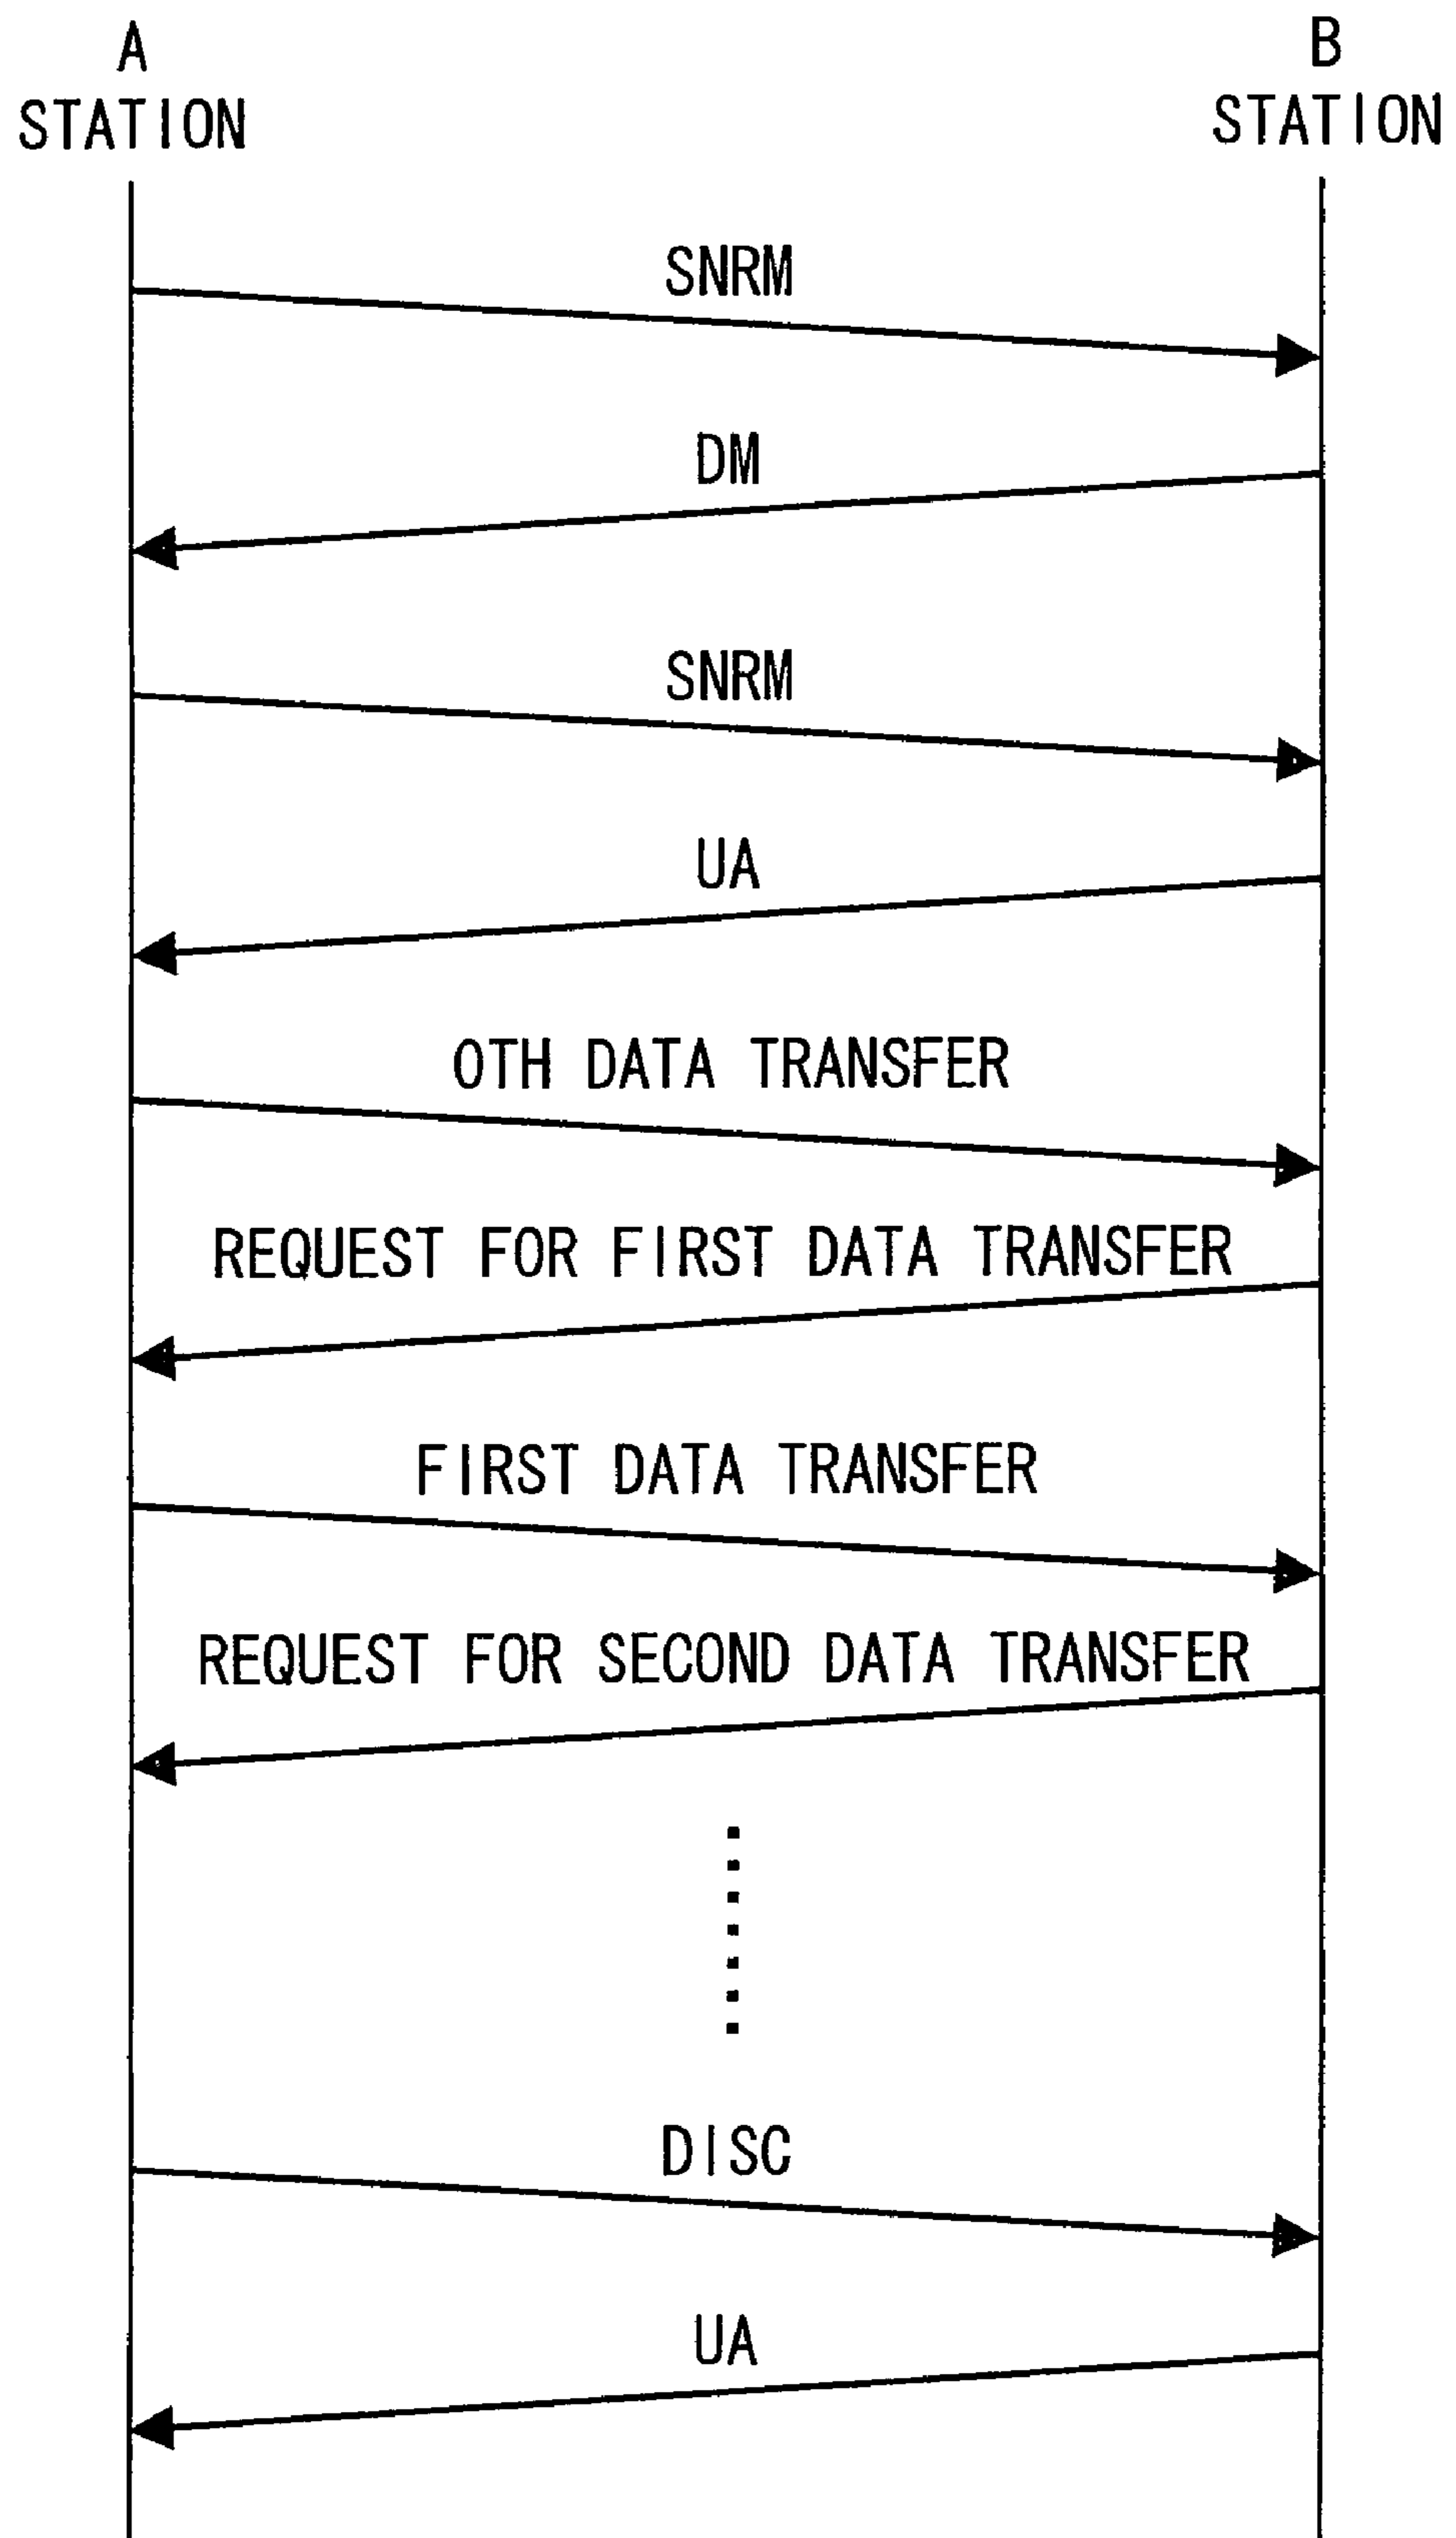 A
STATION
B
STATION
SNRM
DM
SNRM
UA
0TH DATA TRANSFER
REQUEST FOR FIRST DATA TRANSFER
FIRST DATA TRANSFER
REQUEST FOR SECOND DATA TRANSFER
DISC
UA